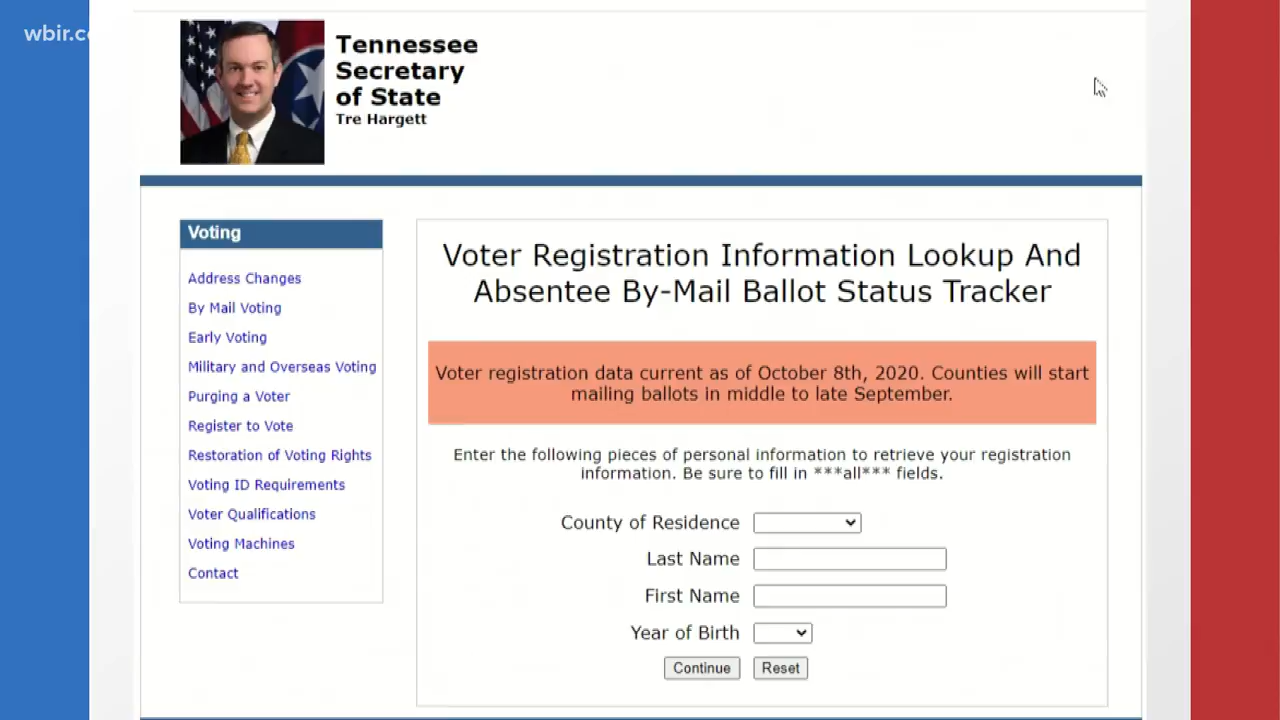 wbir.c
Tennessee
Secretary
of State
Tre Hargett
Voting
Address Changes
By Mail Voting
Early Voting
Military and Overseas Voting
Purging a Voter
Register to Vote
Restoration of Voting Rights
Voting ID Requirements
Voter Qualifications
Voting Machines
Contact
Voter Registration Information Lookup And
Absentee By-Mail Ballot Status Tracker
Voter registration data current as of October 8th, 2020. Counties will start
mailing ballots in middle to late September.
Enter the following pieces of personal information to retrieve your registration
information. Be sure to fill in ***all*** fields.
County of Residence
Last Name
First Name
Year of Birth
Continue Reset